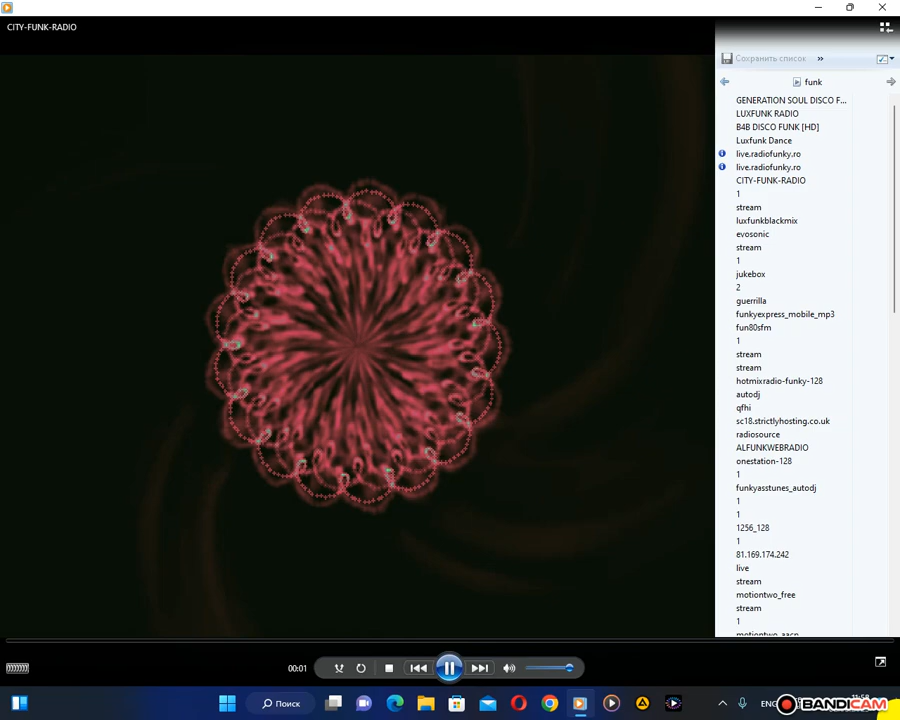 CITY-FUNK-RADIO
Сохранить список »
funk
GENERATION SOUL DISCO F...
LUXFUNK RADIO
B4B DISCO FUNK [HD]
Luxfunk Dance
live.radiofunky.ro
live.radiofunky.ro
CITY-FUNK-RADIO
1
stream
luxfunkblackmix
evosonic
stream
1
jukebox
2
guerrilla
funkyexpress_mobile_mp3
fun80sfm
1
stream
stream
hotmixradio-funky-128
autodj
qfhi
sc18.strictlyhosting.co.uk
radiosource
ALFUNKWEBRADIO
onestation-128
1
funkyasstunes_autodj
1
1
1256_128
1
81.169.174.242
live
stream
motiontwo_free
stream
1
motiontwo_aacp
00:01
Поиск
ENG
11:58
BANDICAM